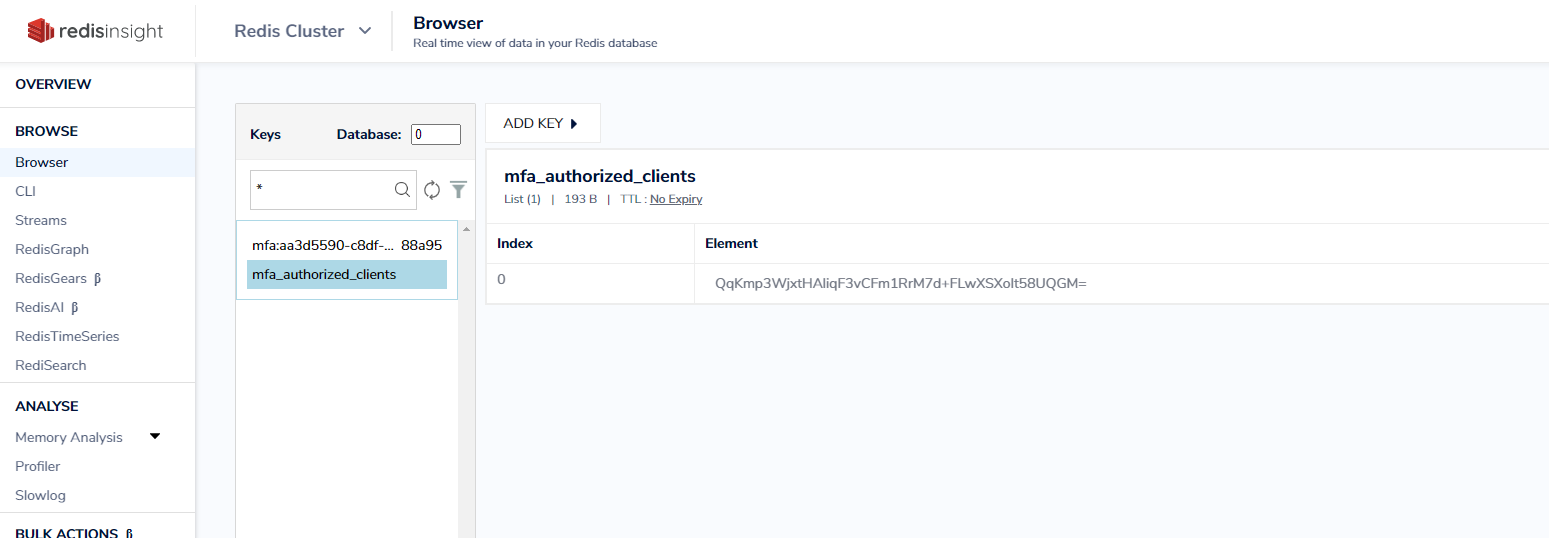 redisinsight
Redis Cluster
Browser
Real time view of data in your Redis database
OVERVIEW
BROWSE
Browser
CLI
Streams
RedisGraph
RedisGears β
RedisAI β
RedisTimeSeries
RediSearch
ANALYSE
Memory Analysis
Profiler
Slowlog
BULK ACTIONS β
Keys Database: 0
*
mfa:aa3d5590-c8df-... 88a95
mfa_authorized_clients
ADD KEY
mfa_authorized_clients
List (1) | 193 B | TTL : No Expiry
Index Element
0 QqKmp3WjxtHAIiqF3vCFm1RrM7d+FLwXSXoIt58UQGM=